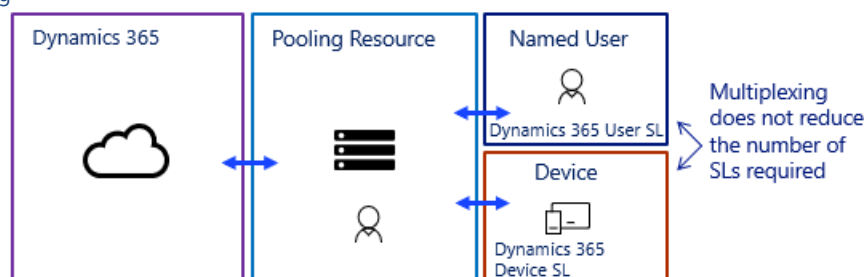 Dynamics 365
Pooling Resource
Named User
Dynamics 365 User SL
Device
Dynamics 365
Device SL
Multiplexing
does not reduce
the number of
SLs required